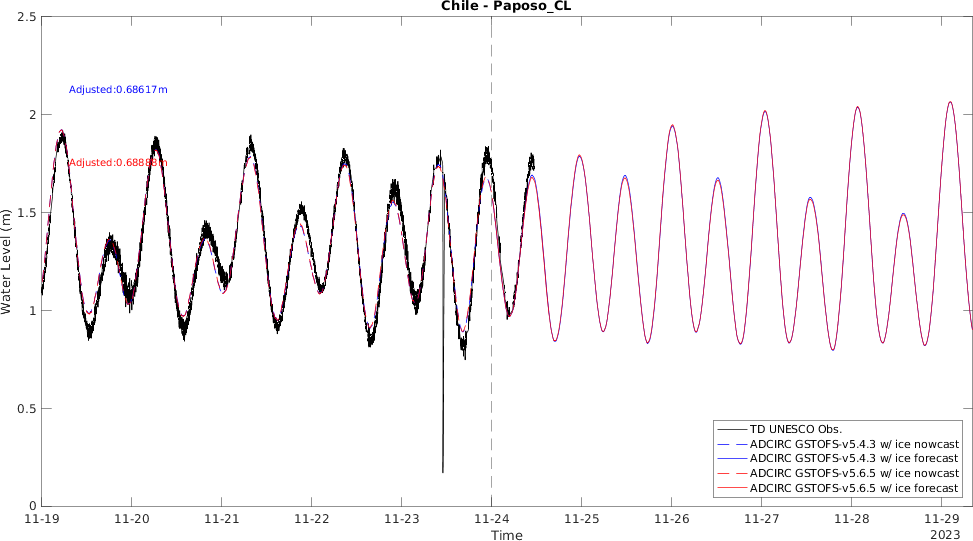 Chile - Paposo_CL
2.5
2
1.5
1
0.5
0
Water Level (m)
Adjusted:0.68617m
Adjusted:0.68888m
TD UNESCO Obs.
ADCIRC GSTOFS-v5.4.3 w/ ice nowcast
ADCIRC GSTOFS-v5.4.3 w/ ice forecast
ADCIRC GSTOFS-v5.6.5 w/ ice nowcast
ADCIRC GSTOFS-v5.6.5 w/ ice forecast
11-19 11-20 11-21 11-22 11-23 11-24 11-25 11-26 11-27 11-28 11-29
Time
2023